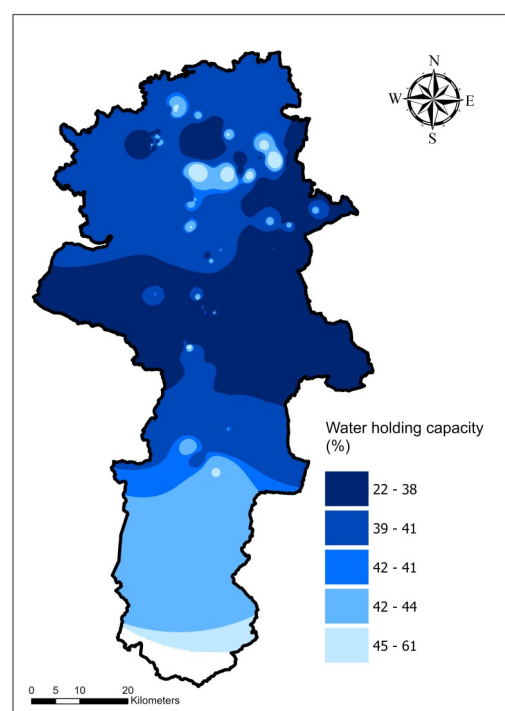 N
W E
S
Water holding capacity
(%)
22 - 38
39 - 41
42 - 41
42 - 44
45 - 61
0 5 10 20
Kilometers